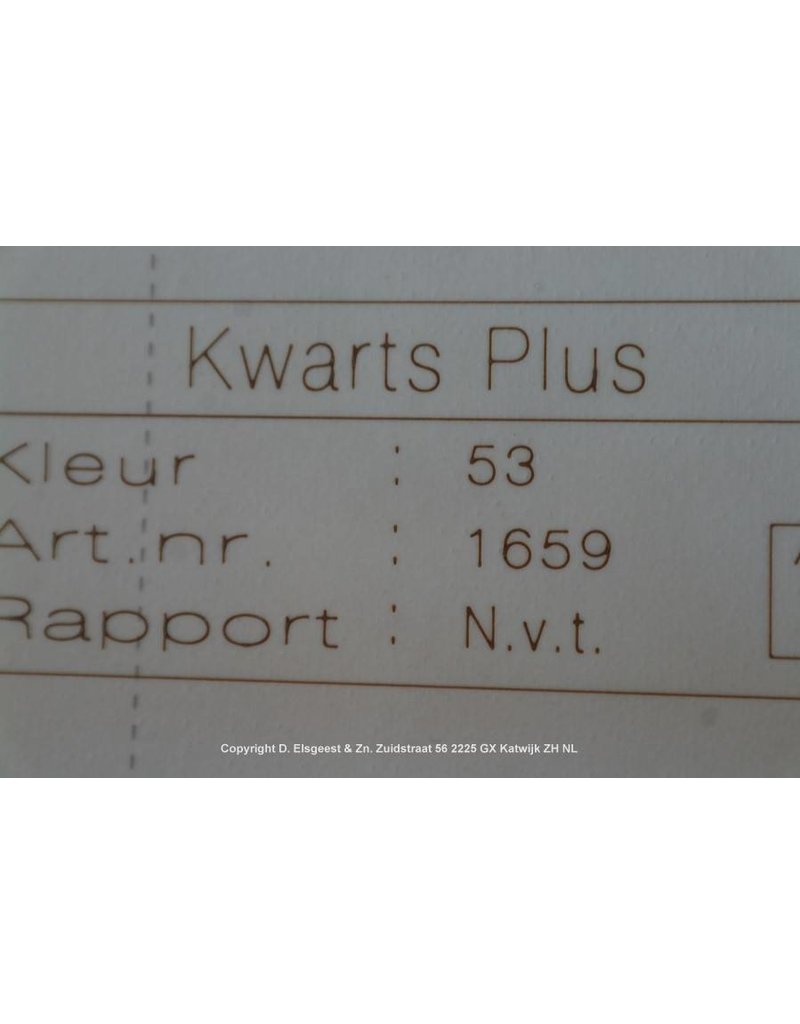 Kwarts Plus
Kleur : 53
Art.nr. : 1659
Rapport : N.v.t.
Copyright D. Elsgeest & Zn. Zuidstraat 56 2225 GX Katwijk ZH NL